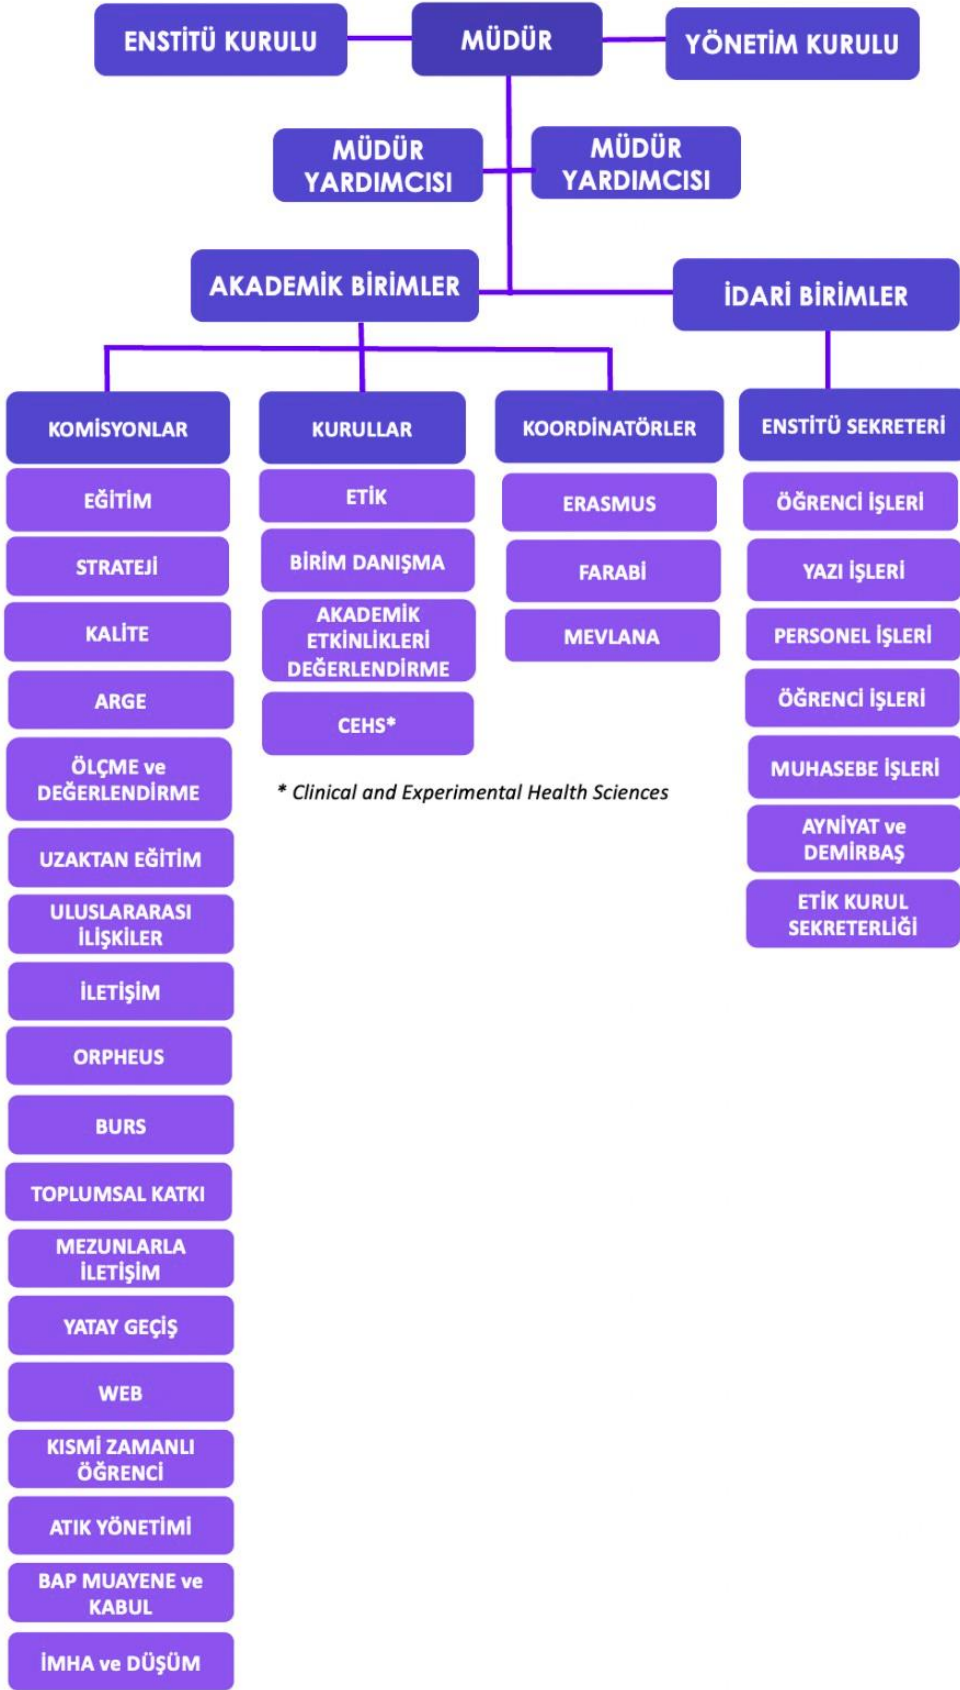 ENSTİTÜ KURULU
MÜDÜR
YÖNETİM KURULU
MÜDÜR
YARDIMCISI
MÜDÜR
YARDIMCISI
AKADEMİK BİRİMLER
İDARİ BİRİMLER
KOMİSYONLAR
EĞİTİM
STRATEJİ
KALİTE
ARGE
ÖLÇME ve
DEĞERLENDİRME
UZAKTAN EĞİTİM
ULUSLARARASI
İLİŞKİLER
İLETİŞİM
ORPHEUS
BURS
TOPLUMSAL KATKI
MEZUNLARLA
İLETİŞİM
YATAY GEÇİŞ
WEB
KISMİ ZAMANLI
ÖĞRENCİ
ATIK YÖNETİMİ
BAP MUAYENE ve
KABUL
İMHA ve DÜŞÜM
KURULLAR
ETİK
BİRİM DANIŞMA
AKADEMİK
ETKİNLİKLERİ
DEĞERLENDİRME
CEHS*
* Clinical and Experimental Health Sciences
KOORDİNATÖRLER
ERASMUS
FARABİ
MEVLANA
ENSTİTÜ SEKRETERİ
ÖĞRENCİ İŞLERİ
YAZI İŞLERİ
PERSONEL İŞLERİ
ÖĞRENCİ İŞLERİ
MUHASEBE İŞLERİ
AYNİYAT ve
DEMİRBAŞ
ETİK KURUL
SEKRETERLİĞİ